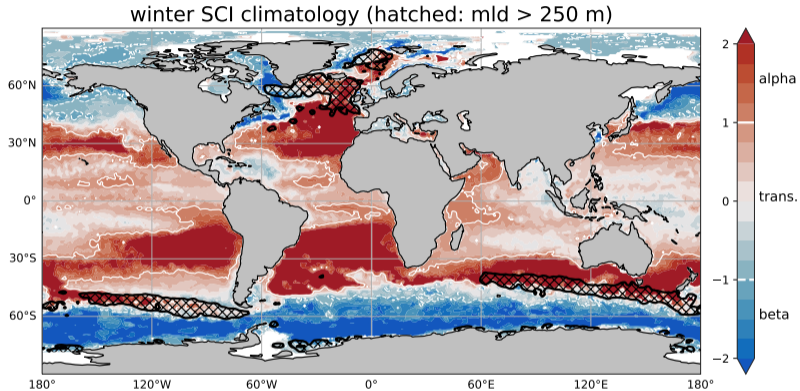 winter SCI climatology (hatched: mld > 250 m)
60°N
30°N
0°
30°S
60°S
180°
120°W
60°W
0°
60°E
120°E
180°
2
1
0
−1
−2
alpha
trans.
beta